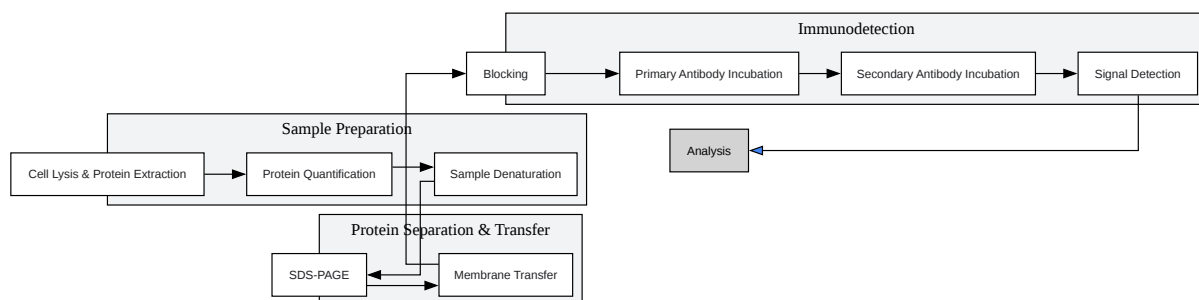 Immunodetection
Blocking
Primary Antibody Incubation
Secondary Antibody Incubation
Signal Detection
Sample Preparation
Analysis
Cell Lysis & Protein Extraction
Protein Quantification
Sample Denaturation
Protein Separation & Transfer
SDS-PAGE
Membrane Transfer